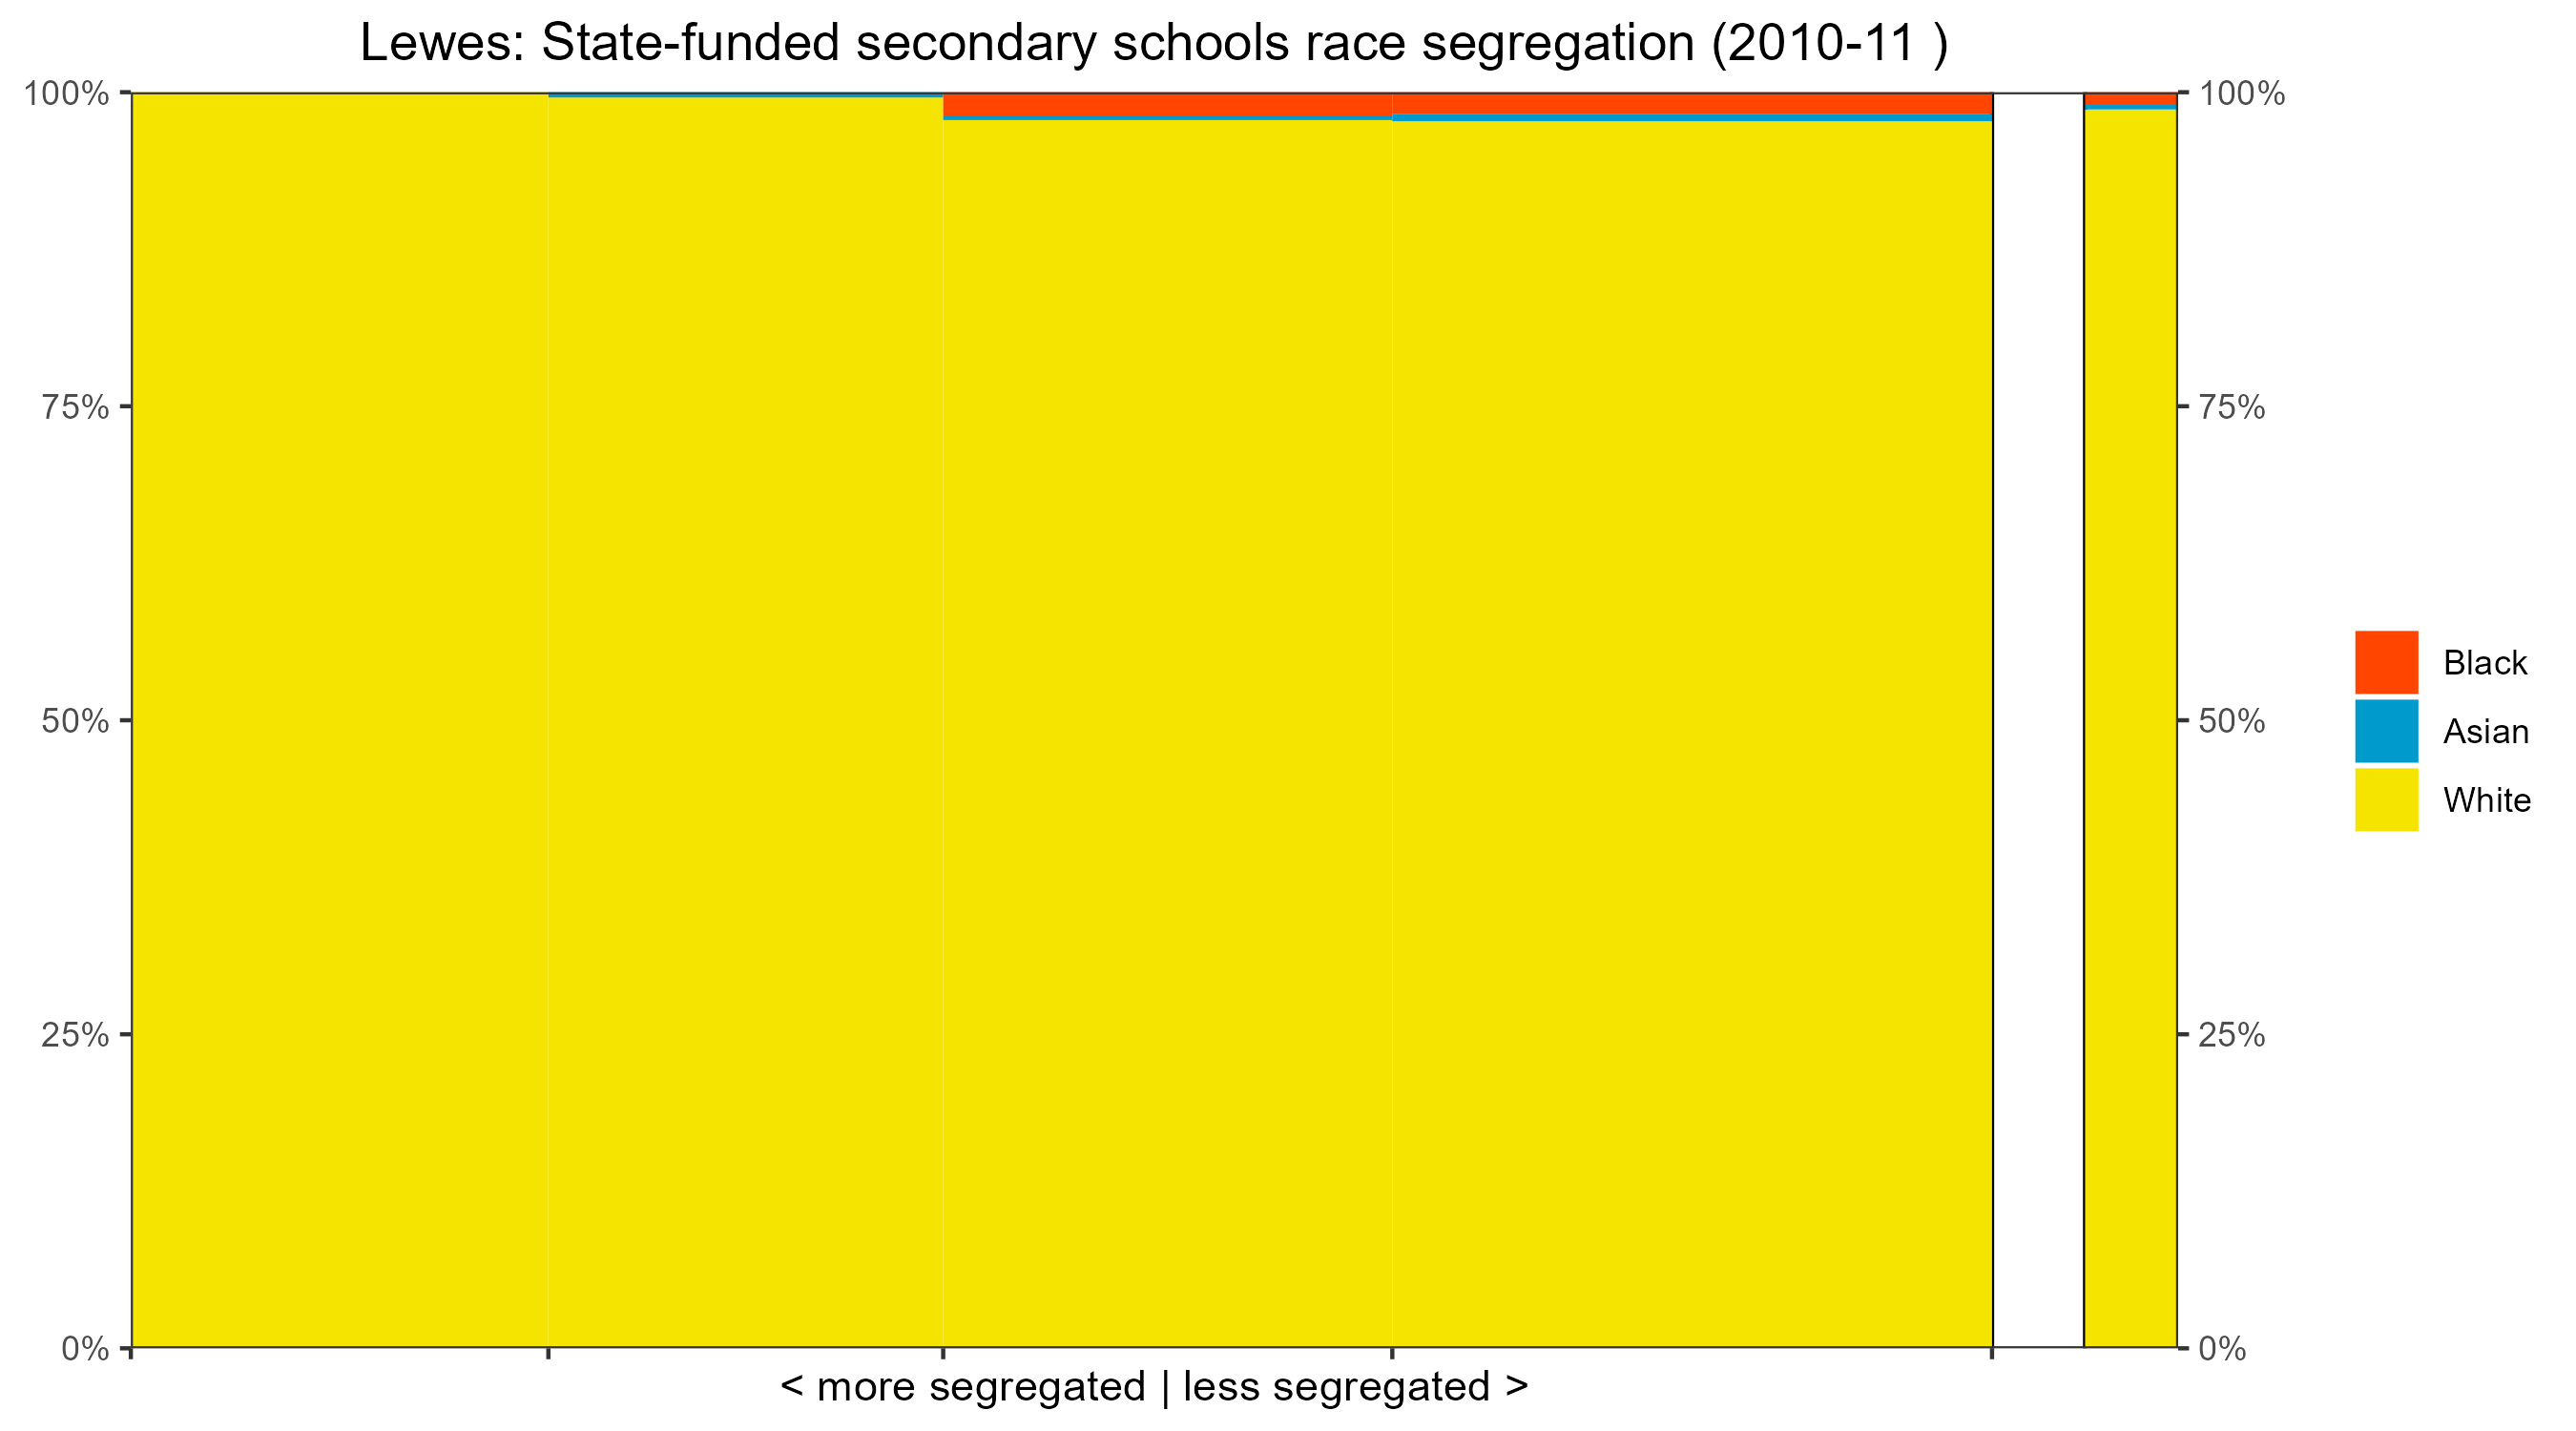 Lewes: State-funded secondary schools race segregation (2010-11 )
100%
75%
50%
25%
0%
100%
75%
50%
25%
0%
Black
Asian
White
< more segregated | less segregated >